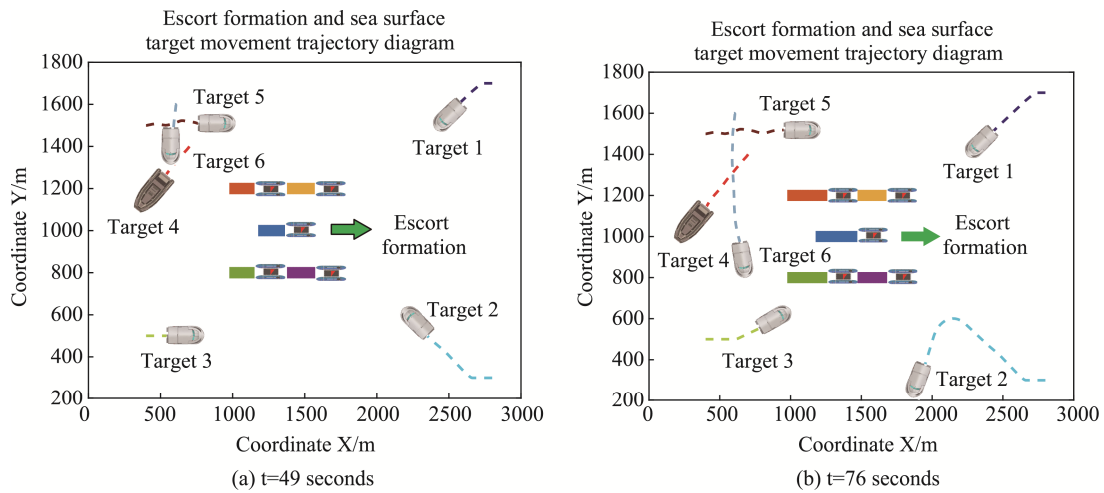 Escort formation and sea surface
target movement trajectory diagram
1800
1600
1400
1200
1000
800
600
400
200
Coordinate Y/m
Target 5
Target 1
Target 6
Target 4
Escort
formation
Target 2
Target 3
0
500
1000
1500
2000
2500
3000
Coordinate X/m
(a) t=49 seconds
Escort formation and sea surface
target movement trajectory diagram
1800
1600
1400
1200
1000
800
600
400
200
Coordinate Y/m
Target 5
Target 1
Escort
formation
Target 4
Target 6
Target 3
Target 2
0
500
1000
1500
2000
2500
3000
Coordinate X/m
(b) t=76 seconds